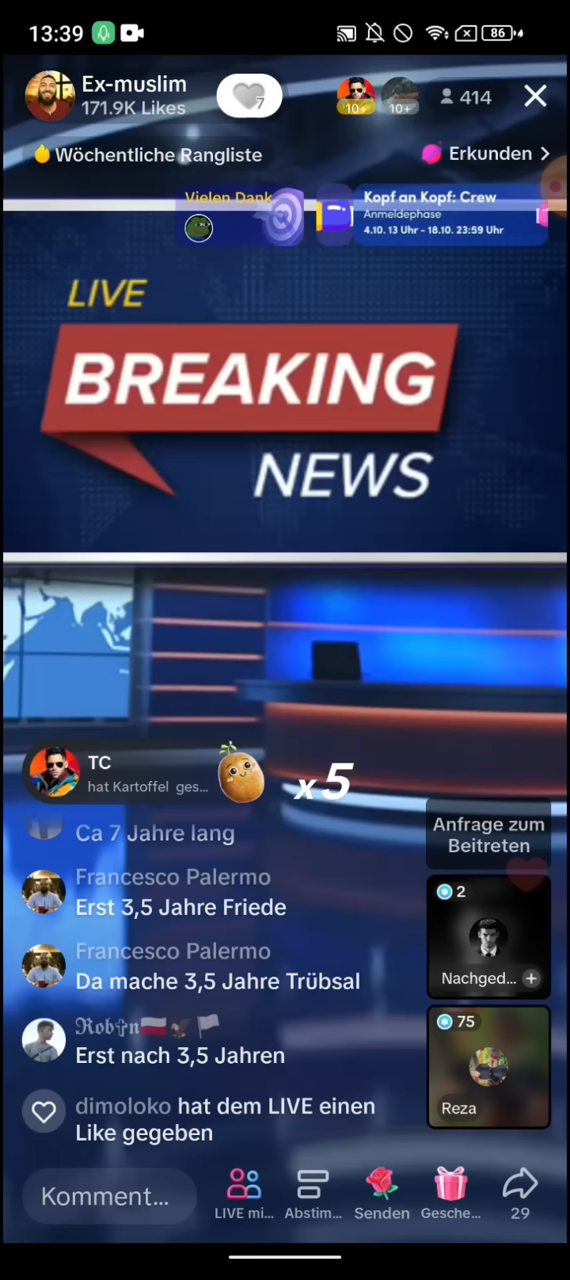 13:39
86
Ex-muslim
171.9K Likes
7
10+
10+
414
Wöchentliche Rangliste
Erkunden
Vielen Dank
Kopf an Kopf: Crew
Anmeldephase
4.10. 13 Uhr - 18.10. 23:59 Uhr
LIVE
BREAKING
NEWS
TC
hat Kartoffel ges...
x5
Ca 7 Jahre lang
Anfrage zum
Beitreten
Francesco Palermo
Erst 3,5 Jahre Friede
2
Francesco Palermo
Da mache 3,5 Jahre Trübsal
Nachged...
ℜ𝔬𝔟✞𝔫
Erst nach 3,5 Jahren
75
Reza
dimoloko hat dem LIVE einen
Like gegeben
Komment...
LIVE mi...
Abstim...
Senden
Gesche...
29